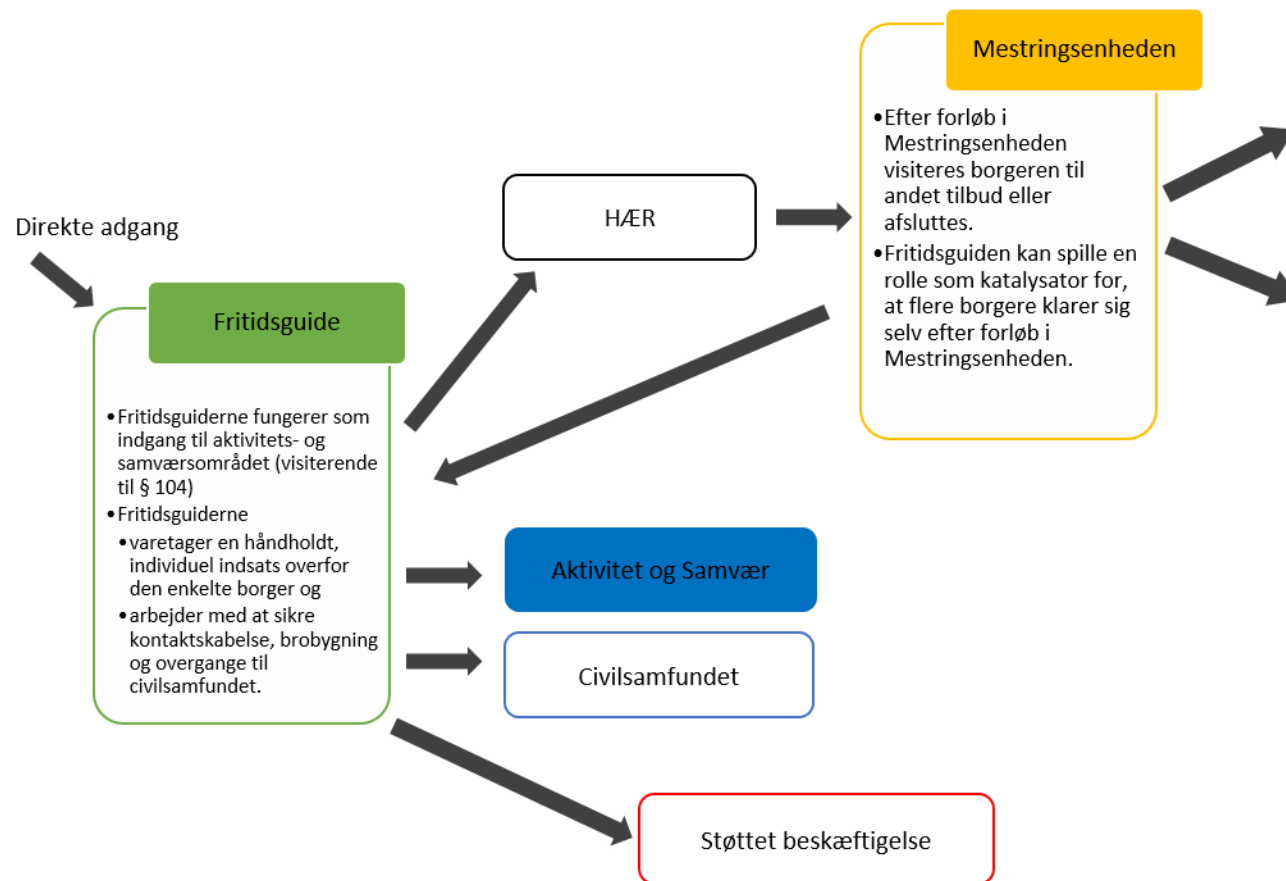 Mestringsenheden
•Efter forløb i
Mestringsenheden
visiteres borgeren til
andet tilbud eller
afsluttes.
•Fritidsguiden kan spille en
rolle som katalysator for,
at flere borgere klarer sig
selv efter forløb i
Mestringsenheden.
HÆR
Direkte adgang
Fritidsguide
•Fritidsguiderne fungerer som
indgang til aktivitets- og
samværsområdet (visiterende
til § 104)
•Fritidsguiderne
•varetager en håndholdt,
individuel indsats overfor
den enkelte borger og
•arbejder med at sikre
kontaktskabelse, brobygning
og overgange til
civilsamfundet.
Aktivitet og Samvær
Civilsamfundet
Støttet beskæftigelse